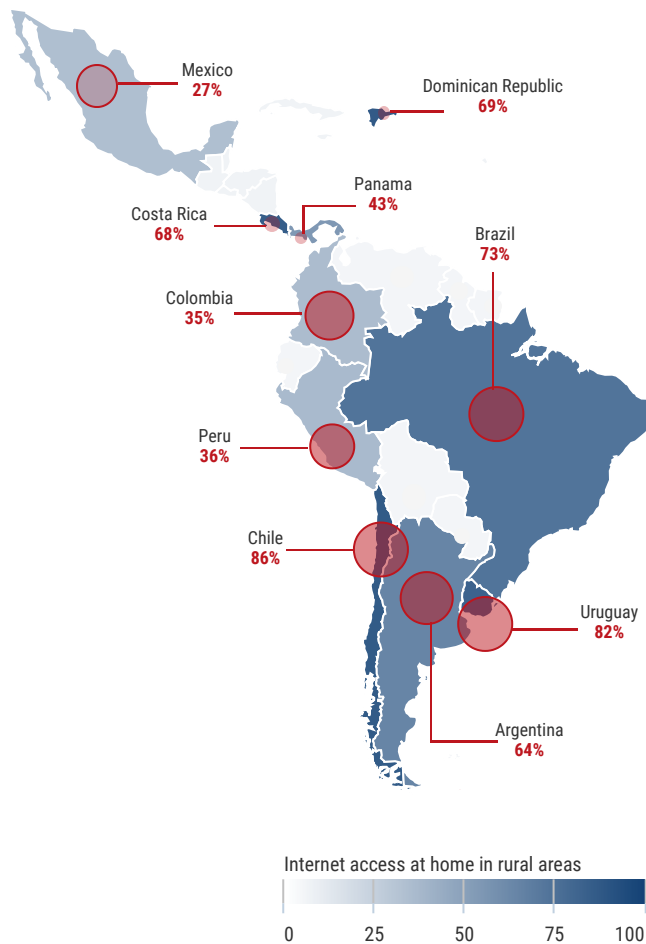 Mexico
27%
Dominican Republic
69%
Panama
43%
Costa Rica
68%
Brazil
73%
Colombia
35%
Peru
36%
Chile
86%
Uruguay
82%
Argentina
64%
Internet access at home in rural areas
0 25 50 75 100